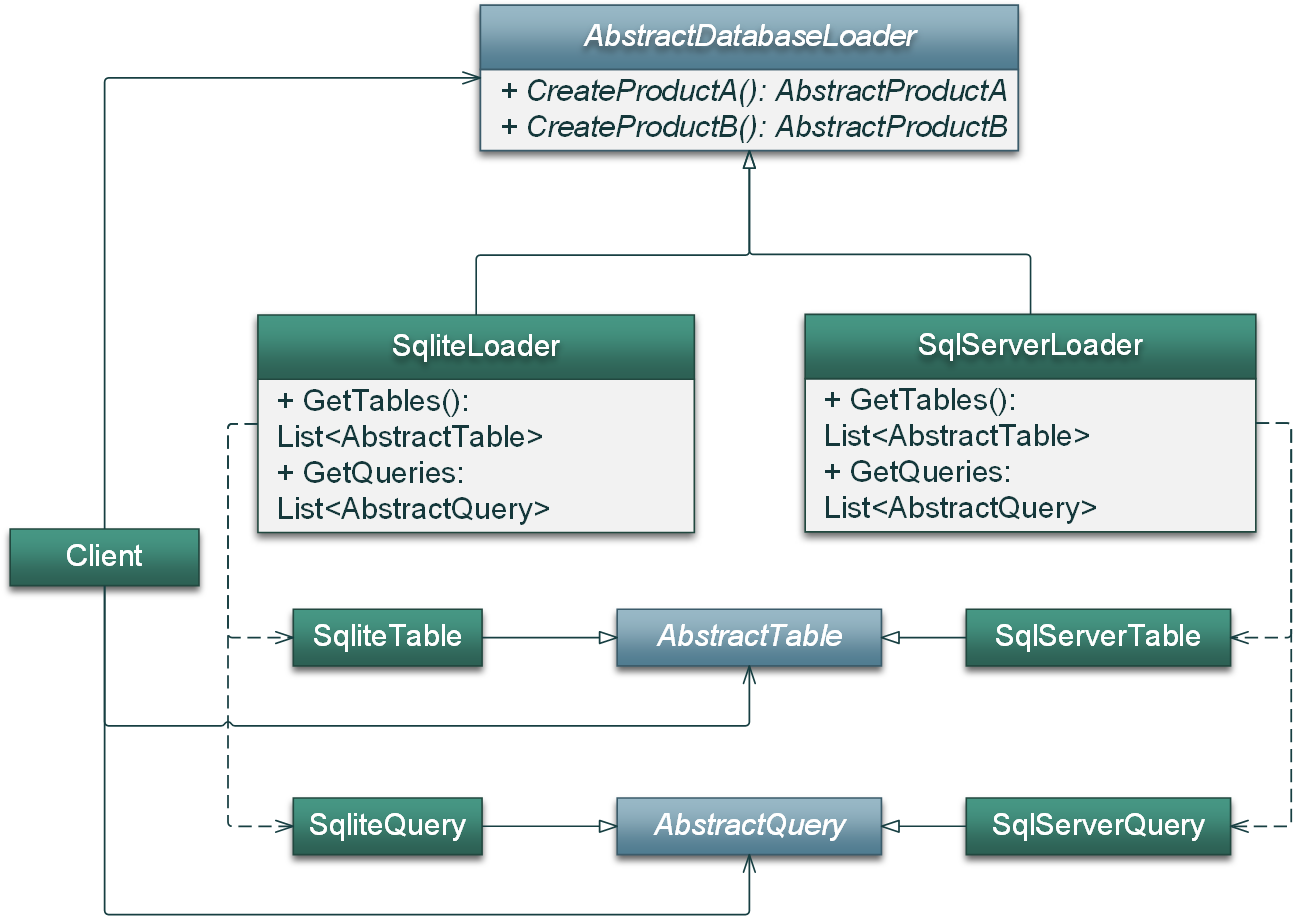 AbstractDatabaseLoader
+ CreateProductA(): AbstractProductA
+ CreateProductB(): AbstractProductB
SqliteLoader
+ GetTables():
List<AbstractTable>
+ GetQueries:
List<AbstractQuery>
SqlServerLoader
+ GetTables():
List<AbstractTable>
+ GetQueries:
List<AbstractQuery>
Client
SqliteTable
AbstractTable
SqlServerTable
SqliteQuery
AbstractQuery
SqlServerQuery